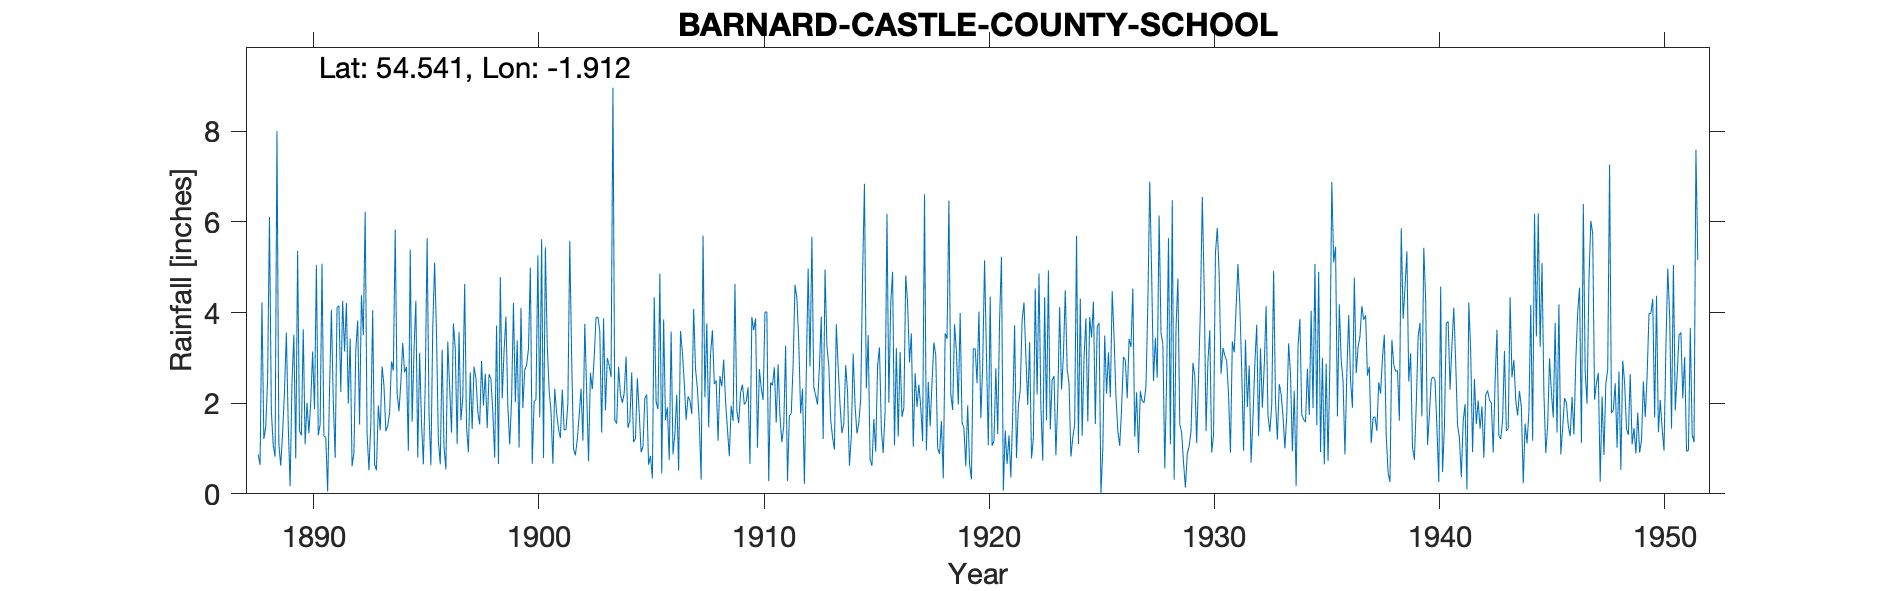 BARNARD-CASTLE-COUNTY-SCHOOL
Lat: 54.541, Lon: -1.912
8
6
4
2
0
Rainfall [inches]
1890 1900 1910 1920 1930 1940 1950
Year